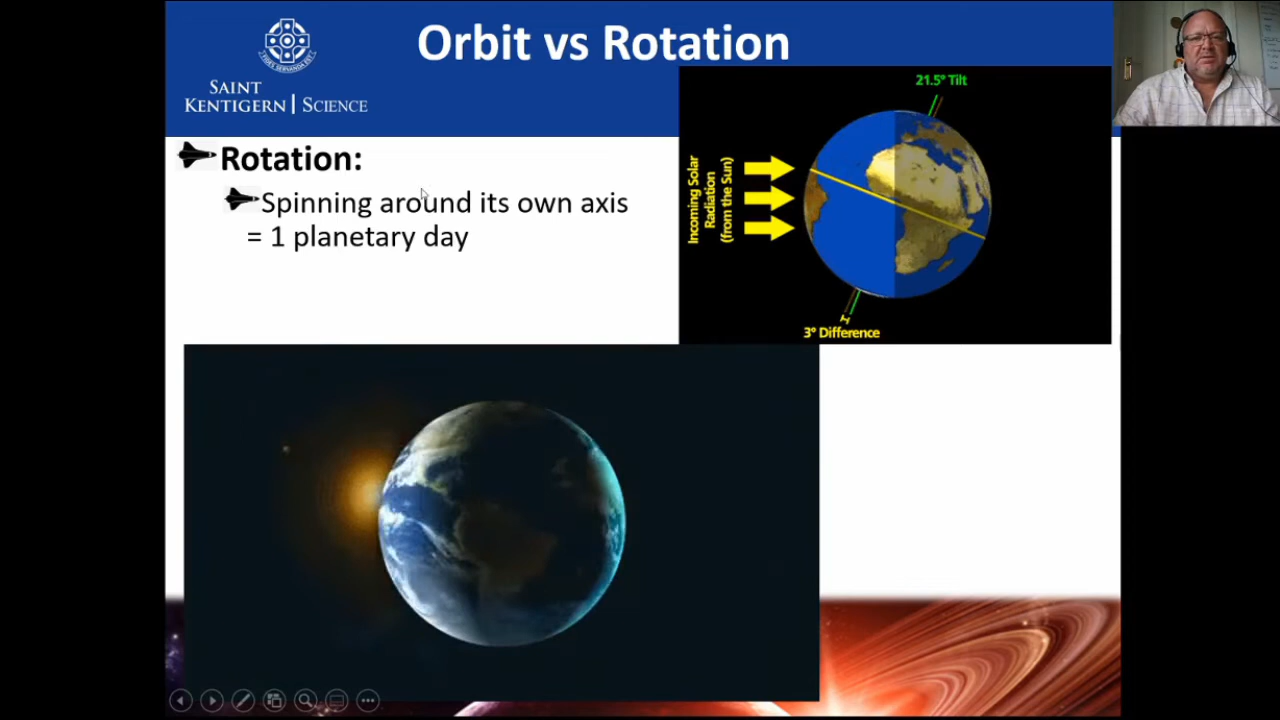 Orbit vs Rotation
SAINT
KENTIGERN | SCIENCE
Rotation:
Spinning around its own axis
= 1 planetary day
21.5° Tilt
Incoming Solar
Radiation
(from the Sun)
3° Difference